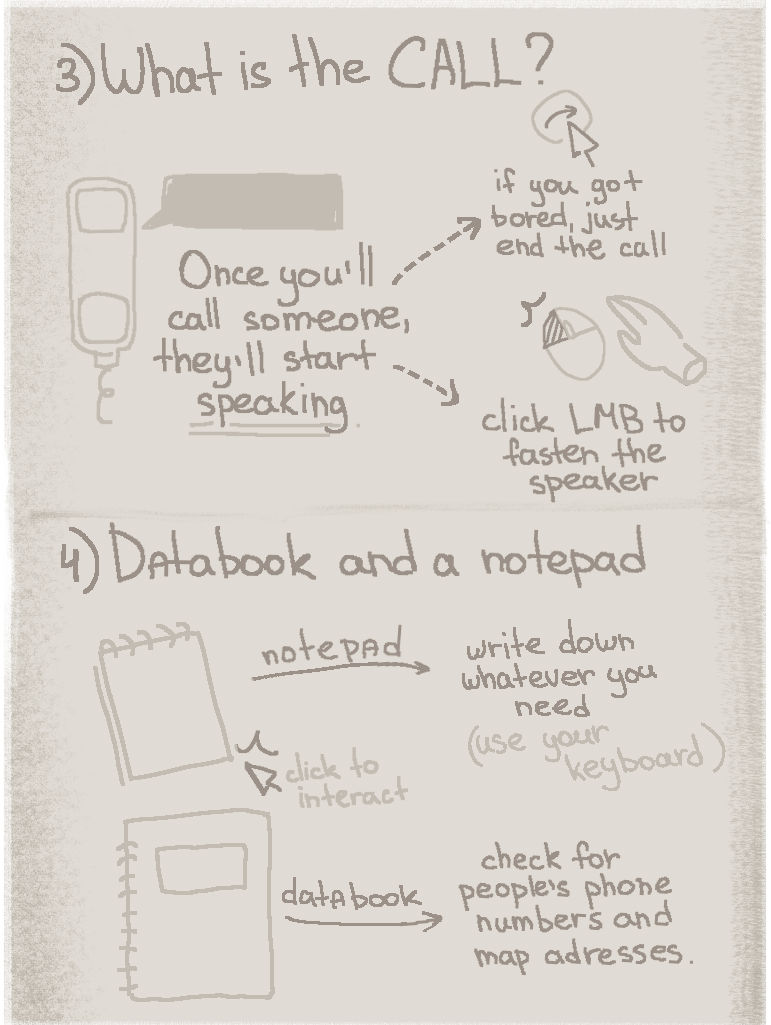 3) What is the CALL?
if you got
bored, just
end the call
Once you'll
call someone,
they'll start
speaking
click LMB to
fasten the
speaker
4) Databook and a notepad
notepad
write down
whatever you
need
(use your
keyboard)
click to
interact
databook
check for
people's phone
numbers and
map adresses.